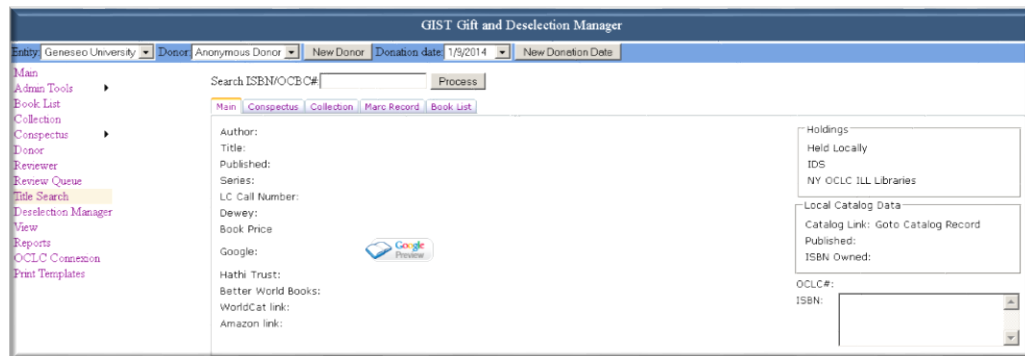 GIST Gift and Deselection Manager
Entity: Geneseo University Donor: Anonymous Donor New Donor Donation date: 1/9/2014 New Donation Date
Main
Admin Tools
Book List
Collection
Conspectus
Donor
Reviewer
Review Queue
Title Search
Deselection Manager
View
Reports
OCLC Connexion
Print Templates
Search ISBN/OCBC#: Process
Main Conspectus Collection Marc Record Book List
Author:
Title:
Published:
Series:
LC Call Number:
Dewey:
Book Price
Google: Google Preview
Hathi Trust:
Better World Books:
WorldCat link:
Amazon link:
Holdings
Held Locally
IDS
NY OCLC ILL Libraries
Local Catalog Data
Catalog Link: Goto Catalog Record
Published:
ISBN Owned:
OCLC#:
ISBN: